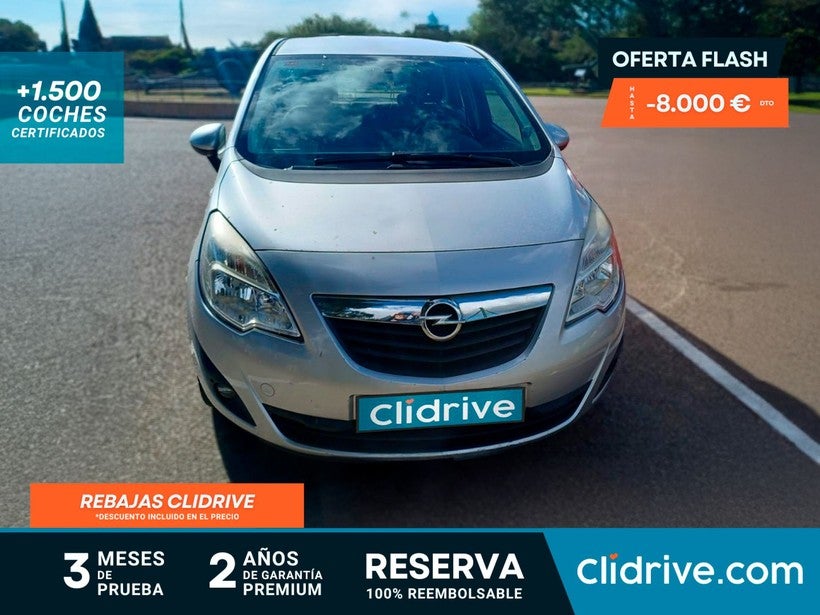 +1.500
COCHES
CERTIFICADOS
OFERTA FLASH
HASTA
-8.000 € DTO
Clidrive
REBAJAS CLIDRIVE
*DESCUENTO INCLUIDO EN EL PRECIO
3 MESES
DE
PRUEBA
2 AÑOS
DE GARANTÍA
PREMIUM
RESERVA
100% REEMBOLSABLE
Clidrive.com